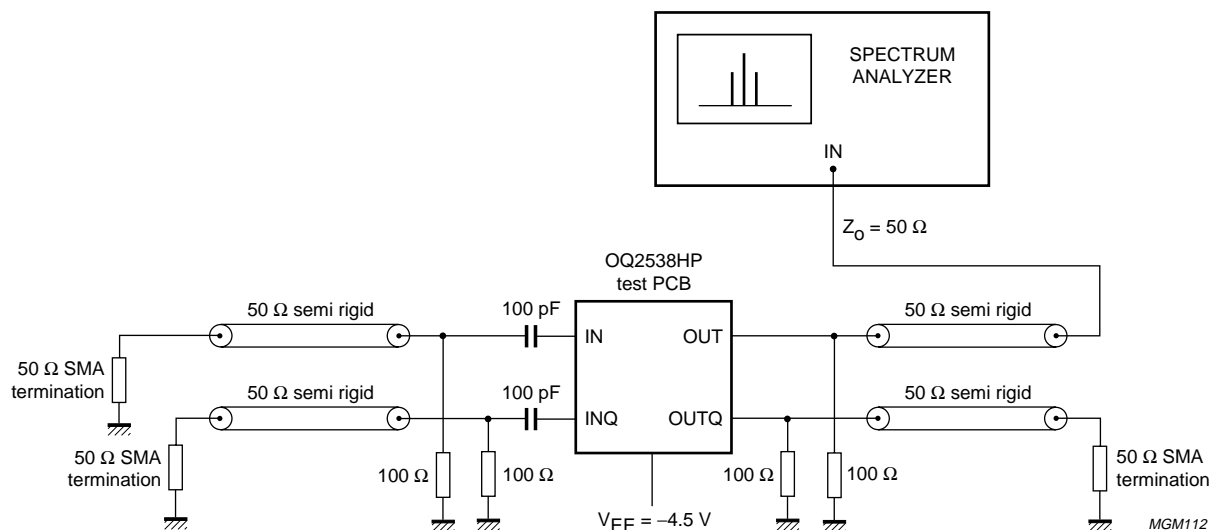 SPECTRUM
ANALYZER
IN
Zo = 50 Ω
OQ2538HP
test PCB
50 Ω semi rigid
100 pF
IN
OUT
50 Ω semi rigid
50 Ω SMA
termination
50 Ω semi rigid
100 pF
INQ
OUTQ
50 Ω semi rigid
50 Ω SMA
termination
100 Ω
100 Ω
100 Ω
100 Ω
50 Ω SMA
termination
VEE = −4.5 V
MGM112